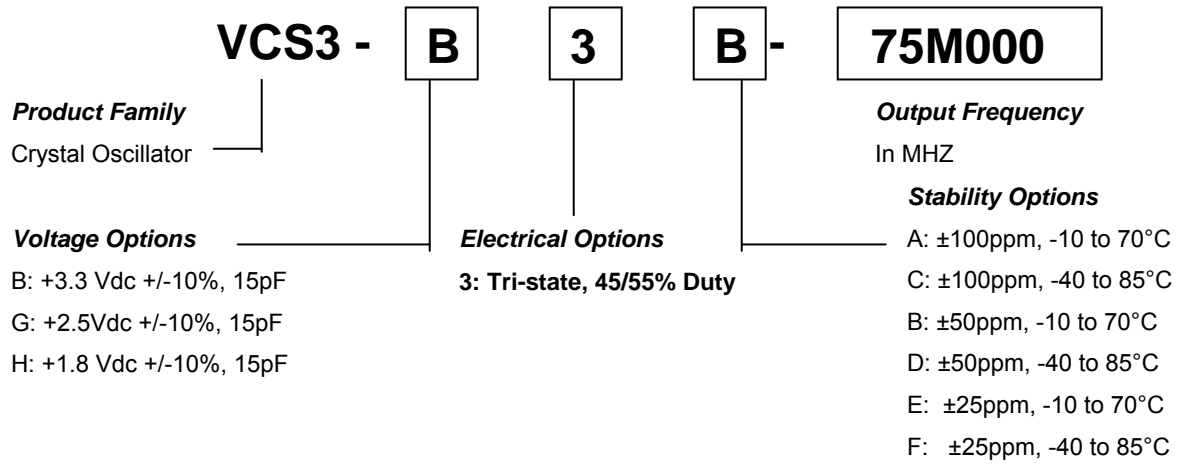 VCS3 - B 3 B - 75M000
Product Family
Crystal Oscillator
Output Frequency
In MHZ
Voltage Options
B: +3.3 Vdc +/-10%, 15pF
G: +2.5Vdc +/-10%, 15pF
H: +1.8 Vdc +/-10%, 15pF
Electrical Options
3: Tri-state, 45/55% Duty
Stability Options
A: ±100ppm, -10 to 70°C
C: ±100ppm, -40 to 85°C
B: ±50ppm, -10 to 70°C
D: ±50ppm, -40 to 85°C
E: ±25ppm, -10 to 70°C
F: ±25ppm, -40 to 85°C